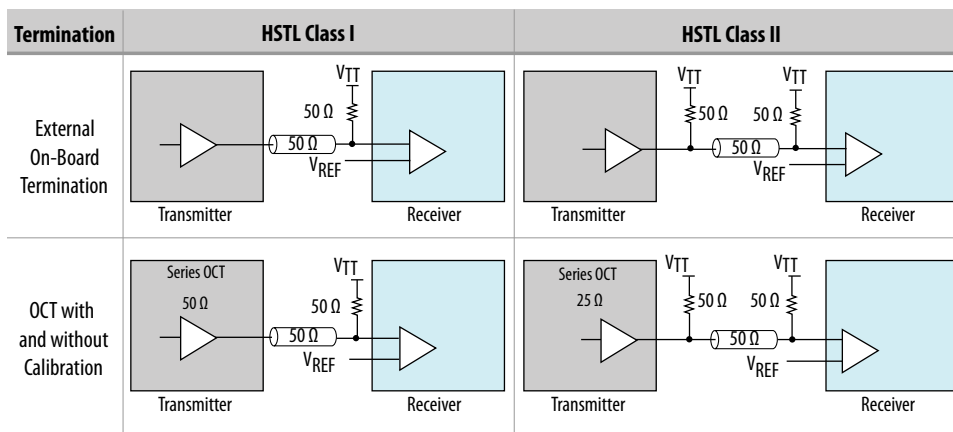 Termination
HSTL Class I
HSTL Class II
External
On-Board
Termination
VTT
50 Ω
50 Ω
VREF
Transmitter
Receiver
VTT
VTT
50 Ω
50 Ω
50 Ω
VREF
Transmitter
Receiver
OCT with
and without
Calibration
Series OCT
50 Ω
VTT
50 Ω
50 Ω
VREF
Transmitter
Receiver
Series OCT
25 Ω
VTT
VTT
50 Ω
50 Ω
50 Ω
VREF
Transmitter
Receiver